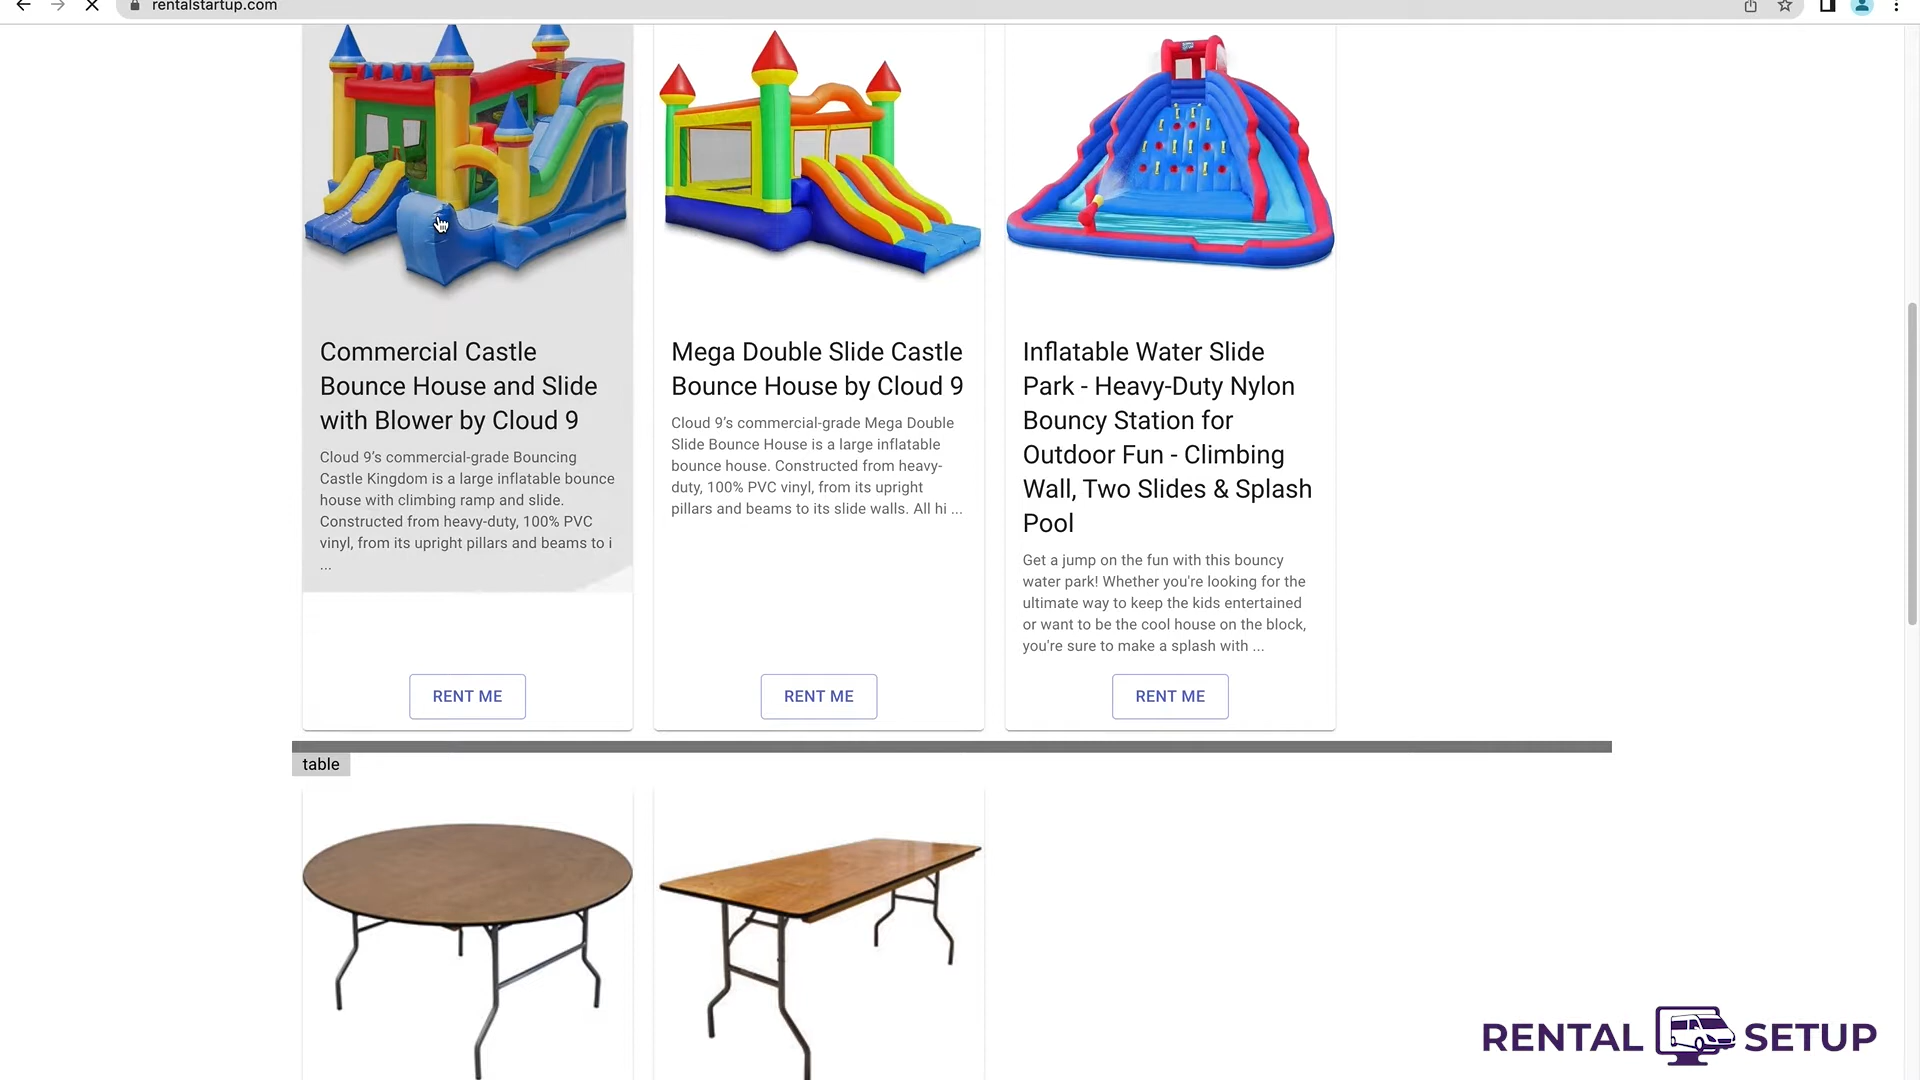 rentalstartup.com
Commercial Castle
Bounce House and Slide
with Blower by Cloud 9
Cloud 9’s commercial-grade Bouncing
Castle Kingdom is a large inflatable bounce
house with climbing ramp and slide.
Constructed from heavy-duty, 100% PVC
vinyl, from its upright pillars and beams to i
...
RENT ME
Mega Double Slide Castle
Bounce House by Cloud 9
Cloud 9’s commercial-grade Mega Double
Slide Bounce House is a large inflatable
bounce house. Constructed from heavy-
duty, 100% PVC vinyl, from its upright
pillars and beams to its slide walls. All hi ...
RENT ME
Inflatable Water Slide
Park - Heavy-Duty Nylon
Bouncy Station for
Outdoor Fun - Climbing
Wall, Two Slides & Splash
Pool
Get a jump on the fun with this bouncy
water park! Whether you're looking for the
ultimate way to keep the kids entertained
or want to be the cool house on the block,
you're sure to make a splash with ...
RENT ME
table
RENTAL SETUP